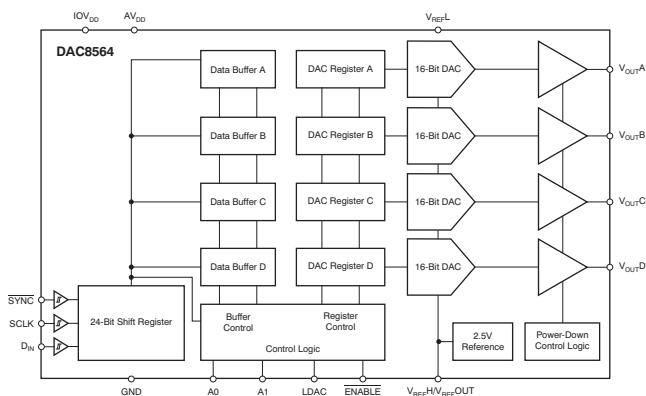 IOVDD AVDD VREFL
DAC8564
Data Buffer A DAC Register A 16-Bit DAC VOUTA
Data Buffer B DAC Register B 16-Bit DAC VOUTB
Data Buffer C DAC Register C 16-Bit DAC VOUTC
Data Buffer D DAC Register D 16-Bit DAC VOUTD
SYNC
SCLK
DIN
24-Bit Shift Register
Buffer
Control
Register
Control
Control Logic
2.5V
Reference
Power-Down
Control Logic
GND A0 A1 LDAC ENABLE VREFH/VREFOUT